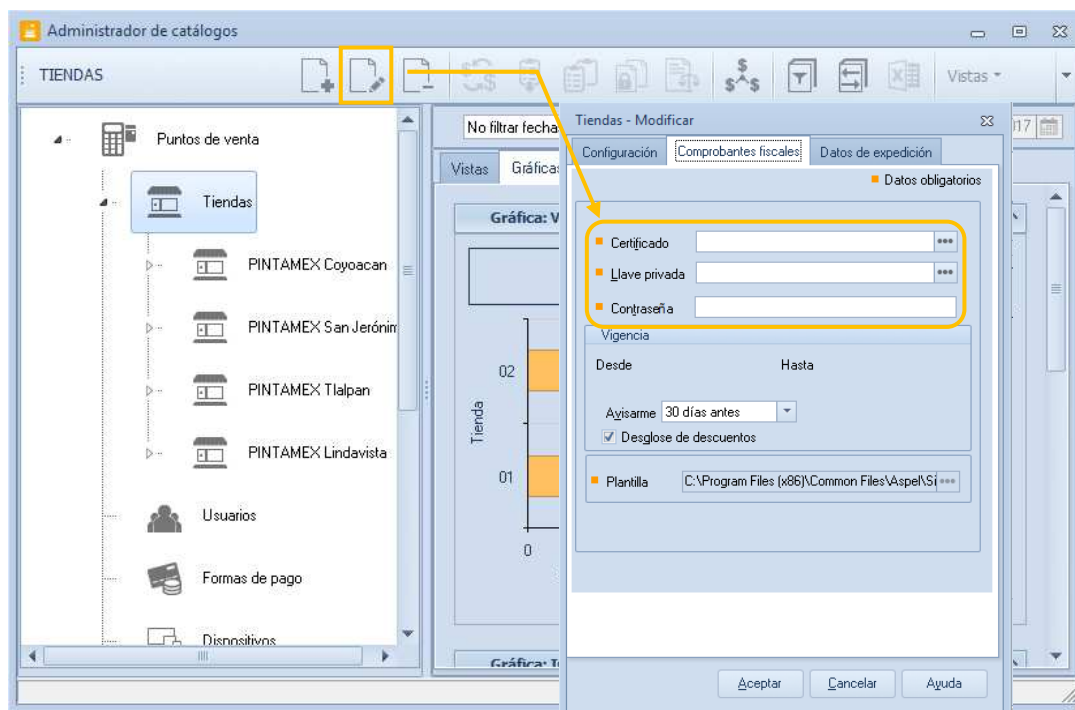 Administrador de catálogos
TIENDAS
Vistas
Puntos de venta
Tiendas
PINTAMEX Coyoacan
PINTAMEX San Jerónim
PINTAMEX Tlalpan
PINTAMEX Lindavista
Usuarios
Formas de pago
Dispositivos
No filtrar fecha
017
Vistas
Gráficas
Gráfica: V
Tienda
02
01
0
Gráfica:
Tiendas - Modificar
Configuración
Comprobantes fiscales
Datos de expedición
Datos obligatorios
Certificado
Llave privada
Contraseña
Vigencia
Desde
Hasta
Avisarme 30 días antes
Desglose de descuentos
Plantilla C:\Program Files (x86)\Common Files\Aspel\Si
Aceptar
Cancelar
Ayuda